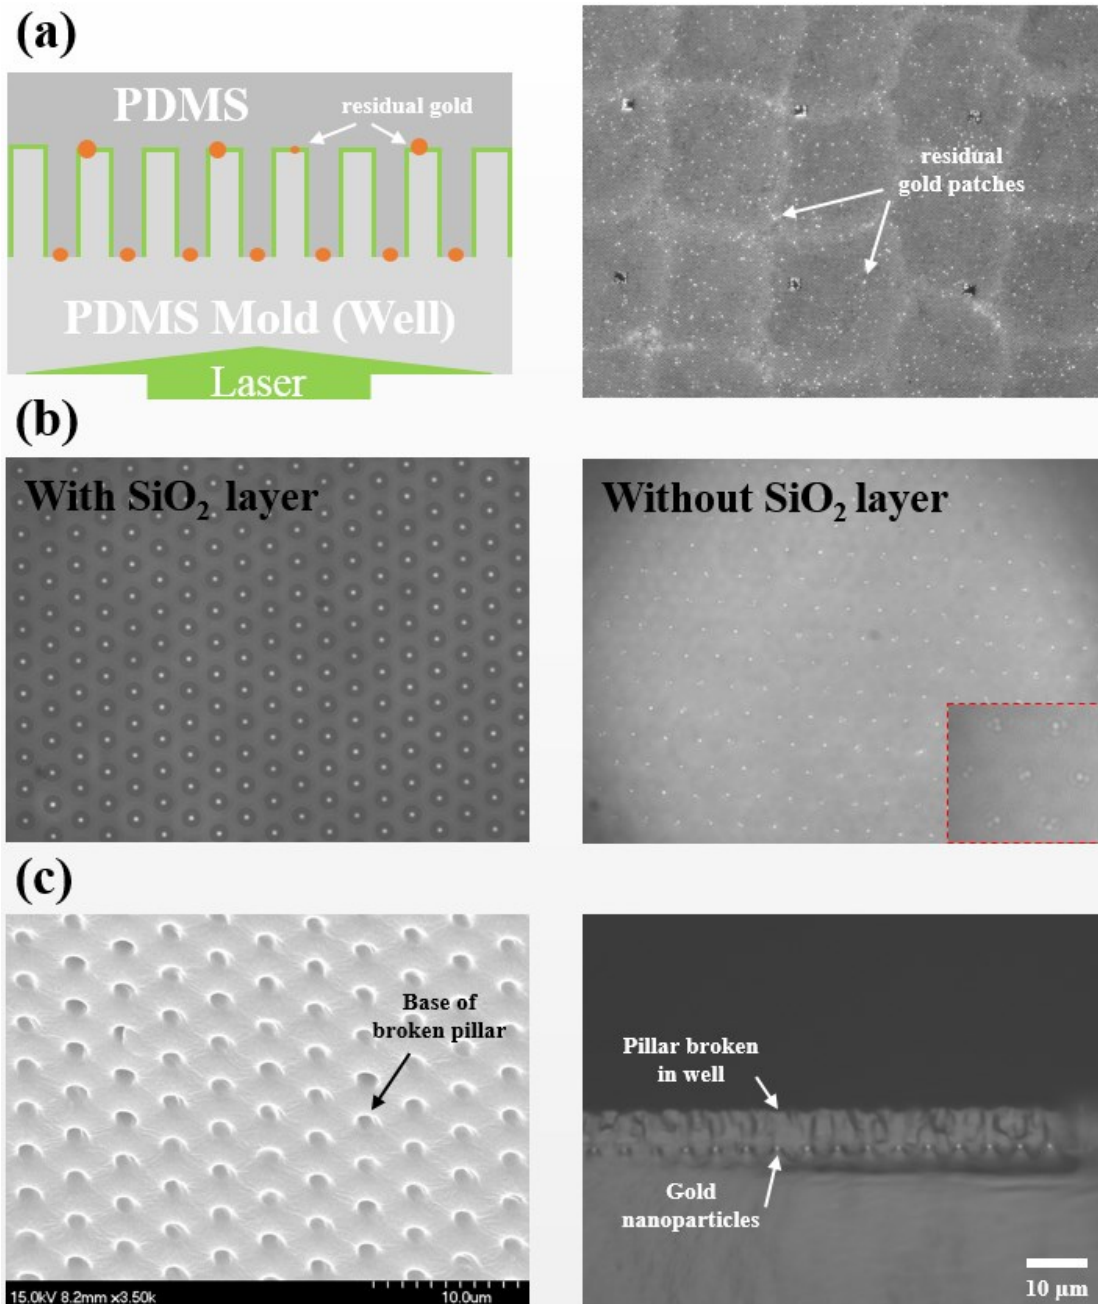 (a)
PDMS
residual gold
PDMS Mold (Well)
Laser
residual
gold patches
(b)
With SiO₂ layer
Without SiO₂ layer
(c)
Base of
broken pillar
15.0kV 8.2mm x3.50k
10.0um
Pillar broken
in well
Gold
nanoparticles
10 μm